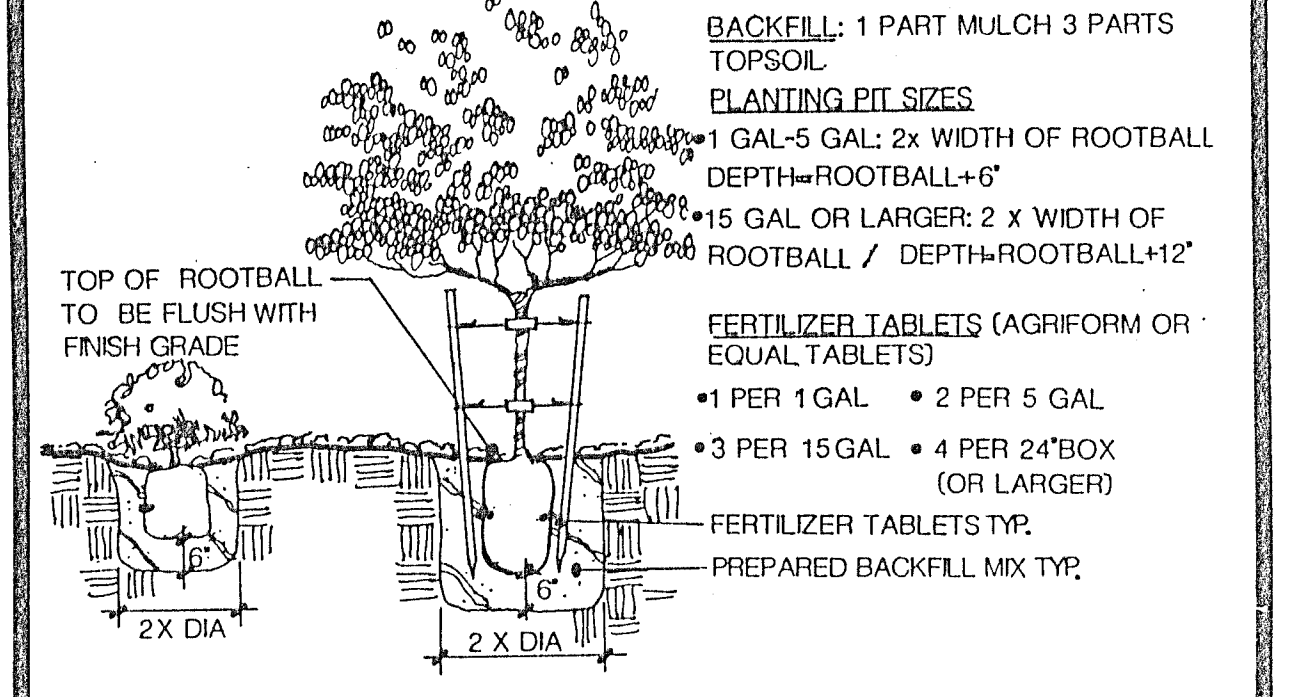 BACKFILL: 1 PART MULCH 3 PARTS
TOPSOIL
PLANTING PIT SIZES
•1 GAL-5 GAL: 2x WIDTH OF ROOTBALL
DEPTH=ROOTBALL+6"
•15 GAL OR LARGER: 2 X WIDTH OF
ROOTBALL / DEPTH=ROOTBALL+12"
TOP OF ROOTBALL
TO BE FLUSH WITH
FINISH GRADE
FERTILIZER TABLETS (AGRIFORM OR
EQUAL TABLETS)
•1 PER 1 GAL • 2 PER 5 GAL
•3 PER 15 GAL • 4 PER 24" BOX
(OR LARGER)
FERTILIZER TABLETS TYP.
PREPARED BACKFILL MIX TYP.
6"
6"
2X DIA
2 X DIA